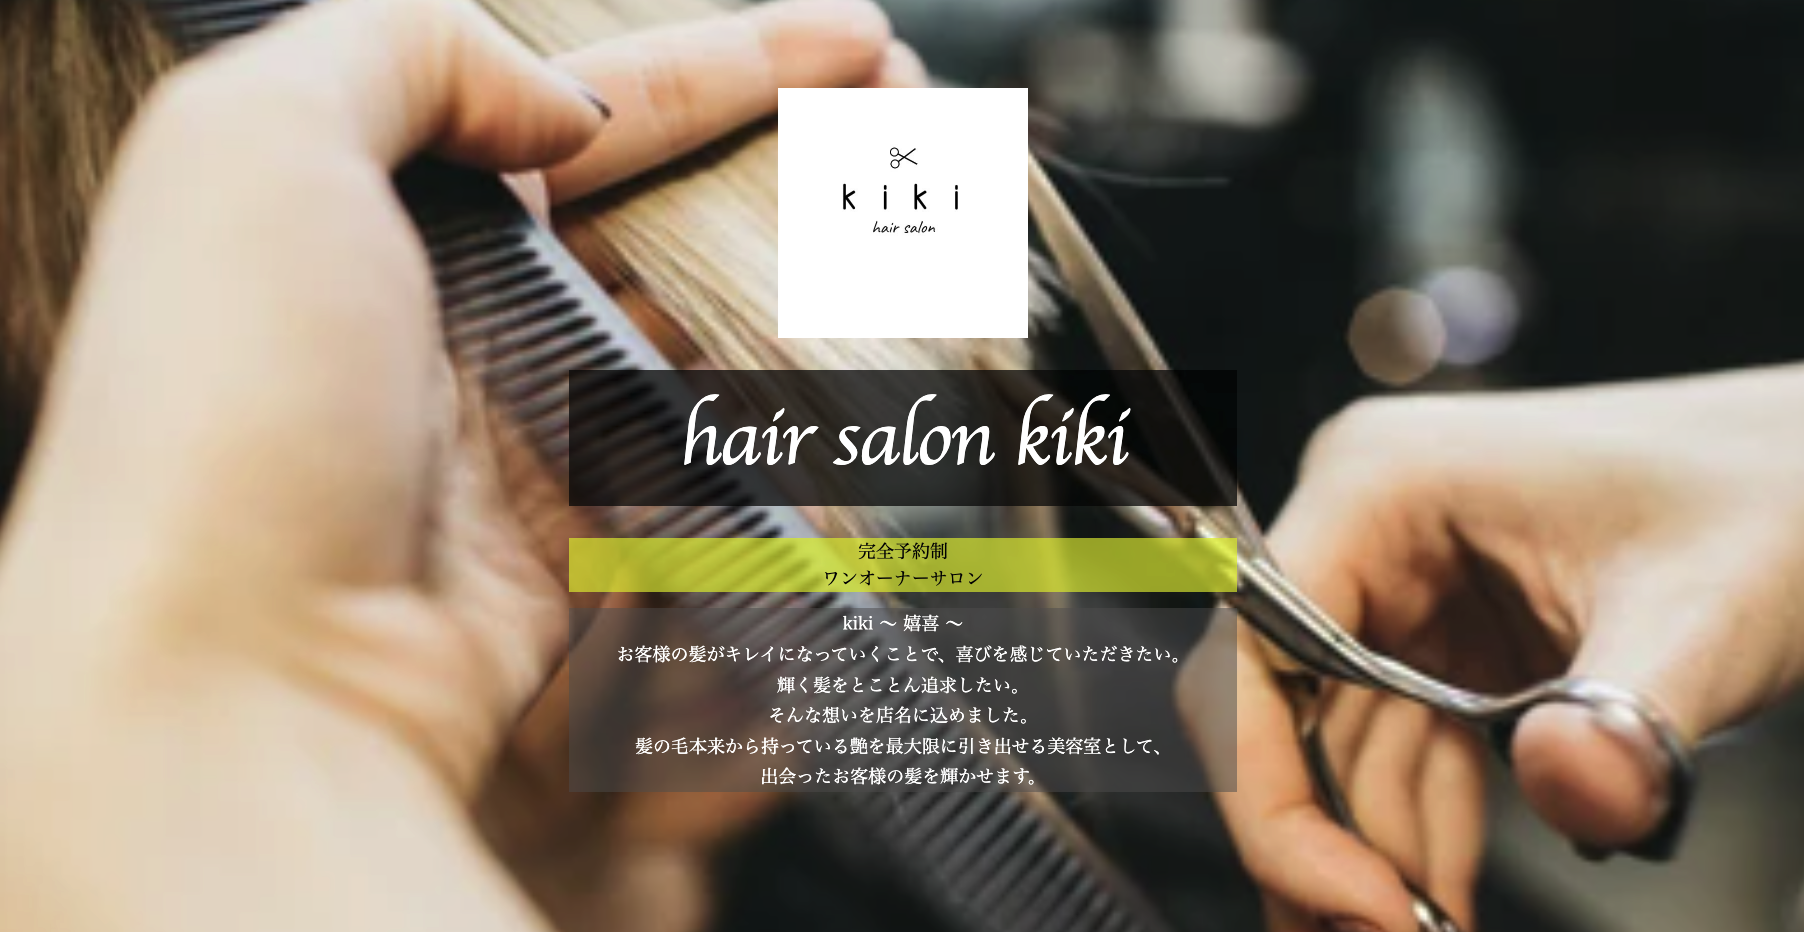 kiki
hair salon
hair salon kiki
完全予約制
ワンオーナーサロン
kiki ～ 嬉喜 ～
お客様の髪がキレイになっていくことで、喜びを感じていただきたい。
輝く髪をとことん追求したい。
そんな想いを店名に込めました。
髪の毛本来から持っている艶を最大限に引き出せる美容室として、
出会ったお客様の髪を輝かせます。